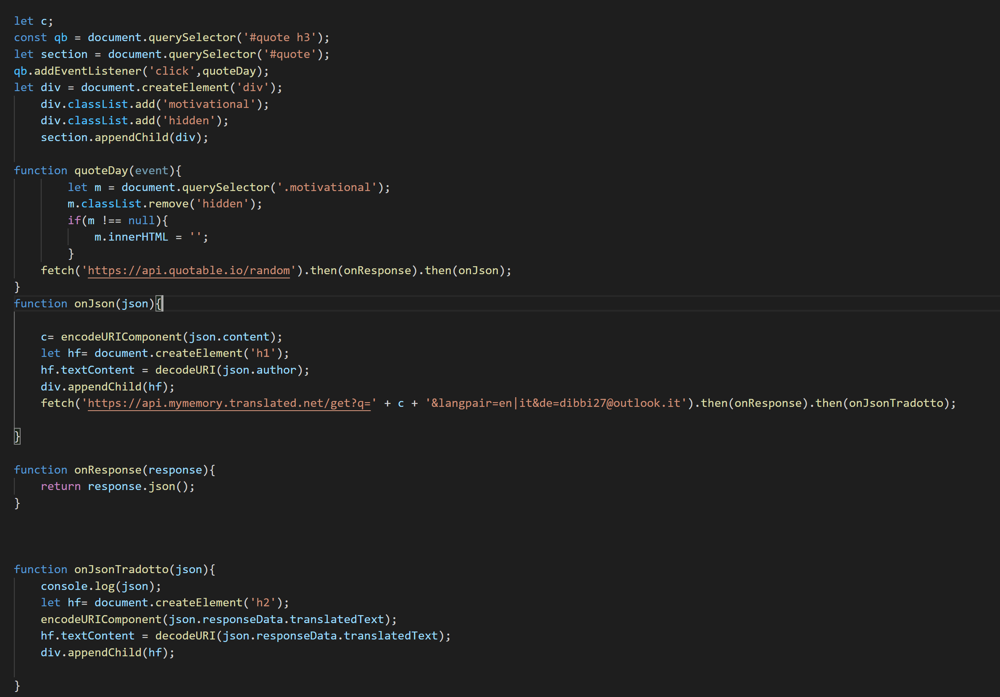 let c;
const qb = document.querySelector('#quote h3');
let section = document.querySelector('#quote');
qb.addEventListener('click',quoteDay);
let div = document.createElement('div');
    div.classList.add('motivational');
    div.classList.add('hidden');
    section.appendChild(div);
function quoteDay(event){
        let m = document.querySelector('.motivational');
        m.classList.remove('hidden');
        if(m !== null){
            m.innerHTML = '';
        }
    fetch('https://api.quotable.io/random').then(onResponse).then(onJson);
}
function onJson(json){
    c= encodeURIComponent(json.content);
    let hf= document.createElement('h1');
    hf.textContent = decodeURI(json.author);
    div.appendChild(hf);
    fetch('https://api.mymemory.translated.net/get?q=' + c + '&langpair=en|it&de=dibbi27@outlook.it').then(onResponse).then(onJsonTradotto);
}
function onResponse(response){
    return response.json();
}
function onJsonTradotto(json){
    console.log(json);
    let hf= document.createElement('h2');
    encodeURIComponent(json.responseData.translatedText);
    hf.textContent = decodeURI(json.responseData.translatedText);
    div.appendChild(hf);
}